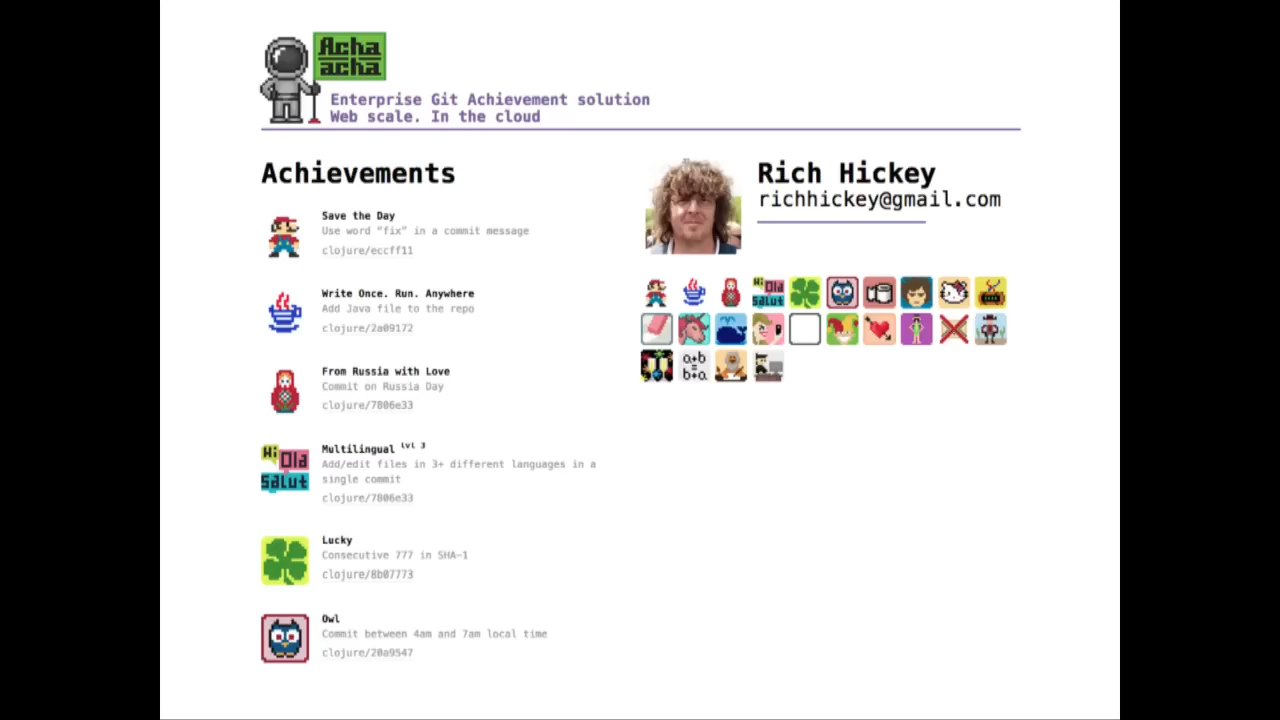 Acha
acha
Enterprise Git Achievement solution
Web scale. In the cloud
Achievements
Save the Day
Use word “fix” in a commit message
clojure/eccff11
Write Once. Run. Anywhere
Add Java file to the repo
clojure/2a09172
From Russia with Love
Commit on Russia Day
clojure/7806e33
Hi
Ola
Salut
Multilingual lvl 3
Add/edit files in 3+ different languages in a
single commit
clojure/7806e33
Lucky
Consecutive 777 in SHA-1
clojure/8b07773
Owl
Commit between 4am and 7am local time
clojure/20a9547
Rich Hickey
richhickey@gmail.com
Hi
Ola
Salut
a+b
=
b+a